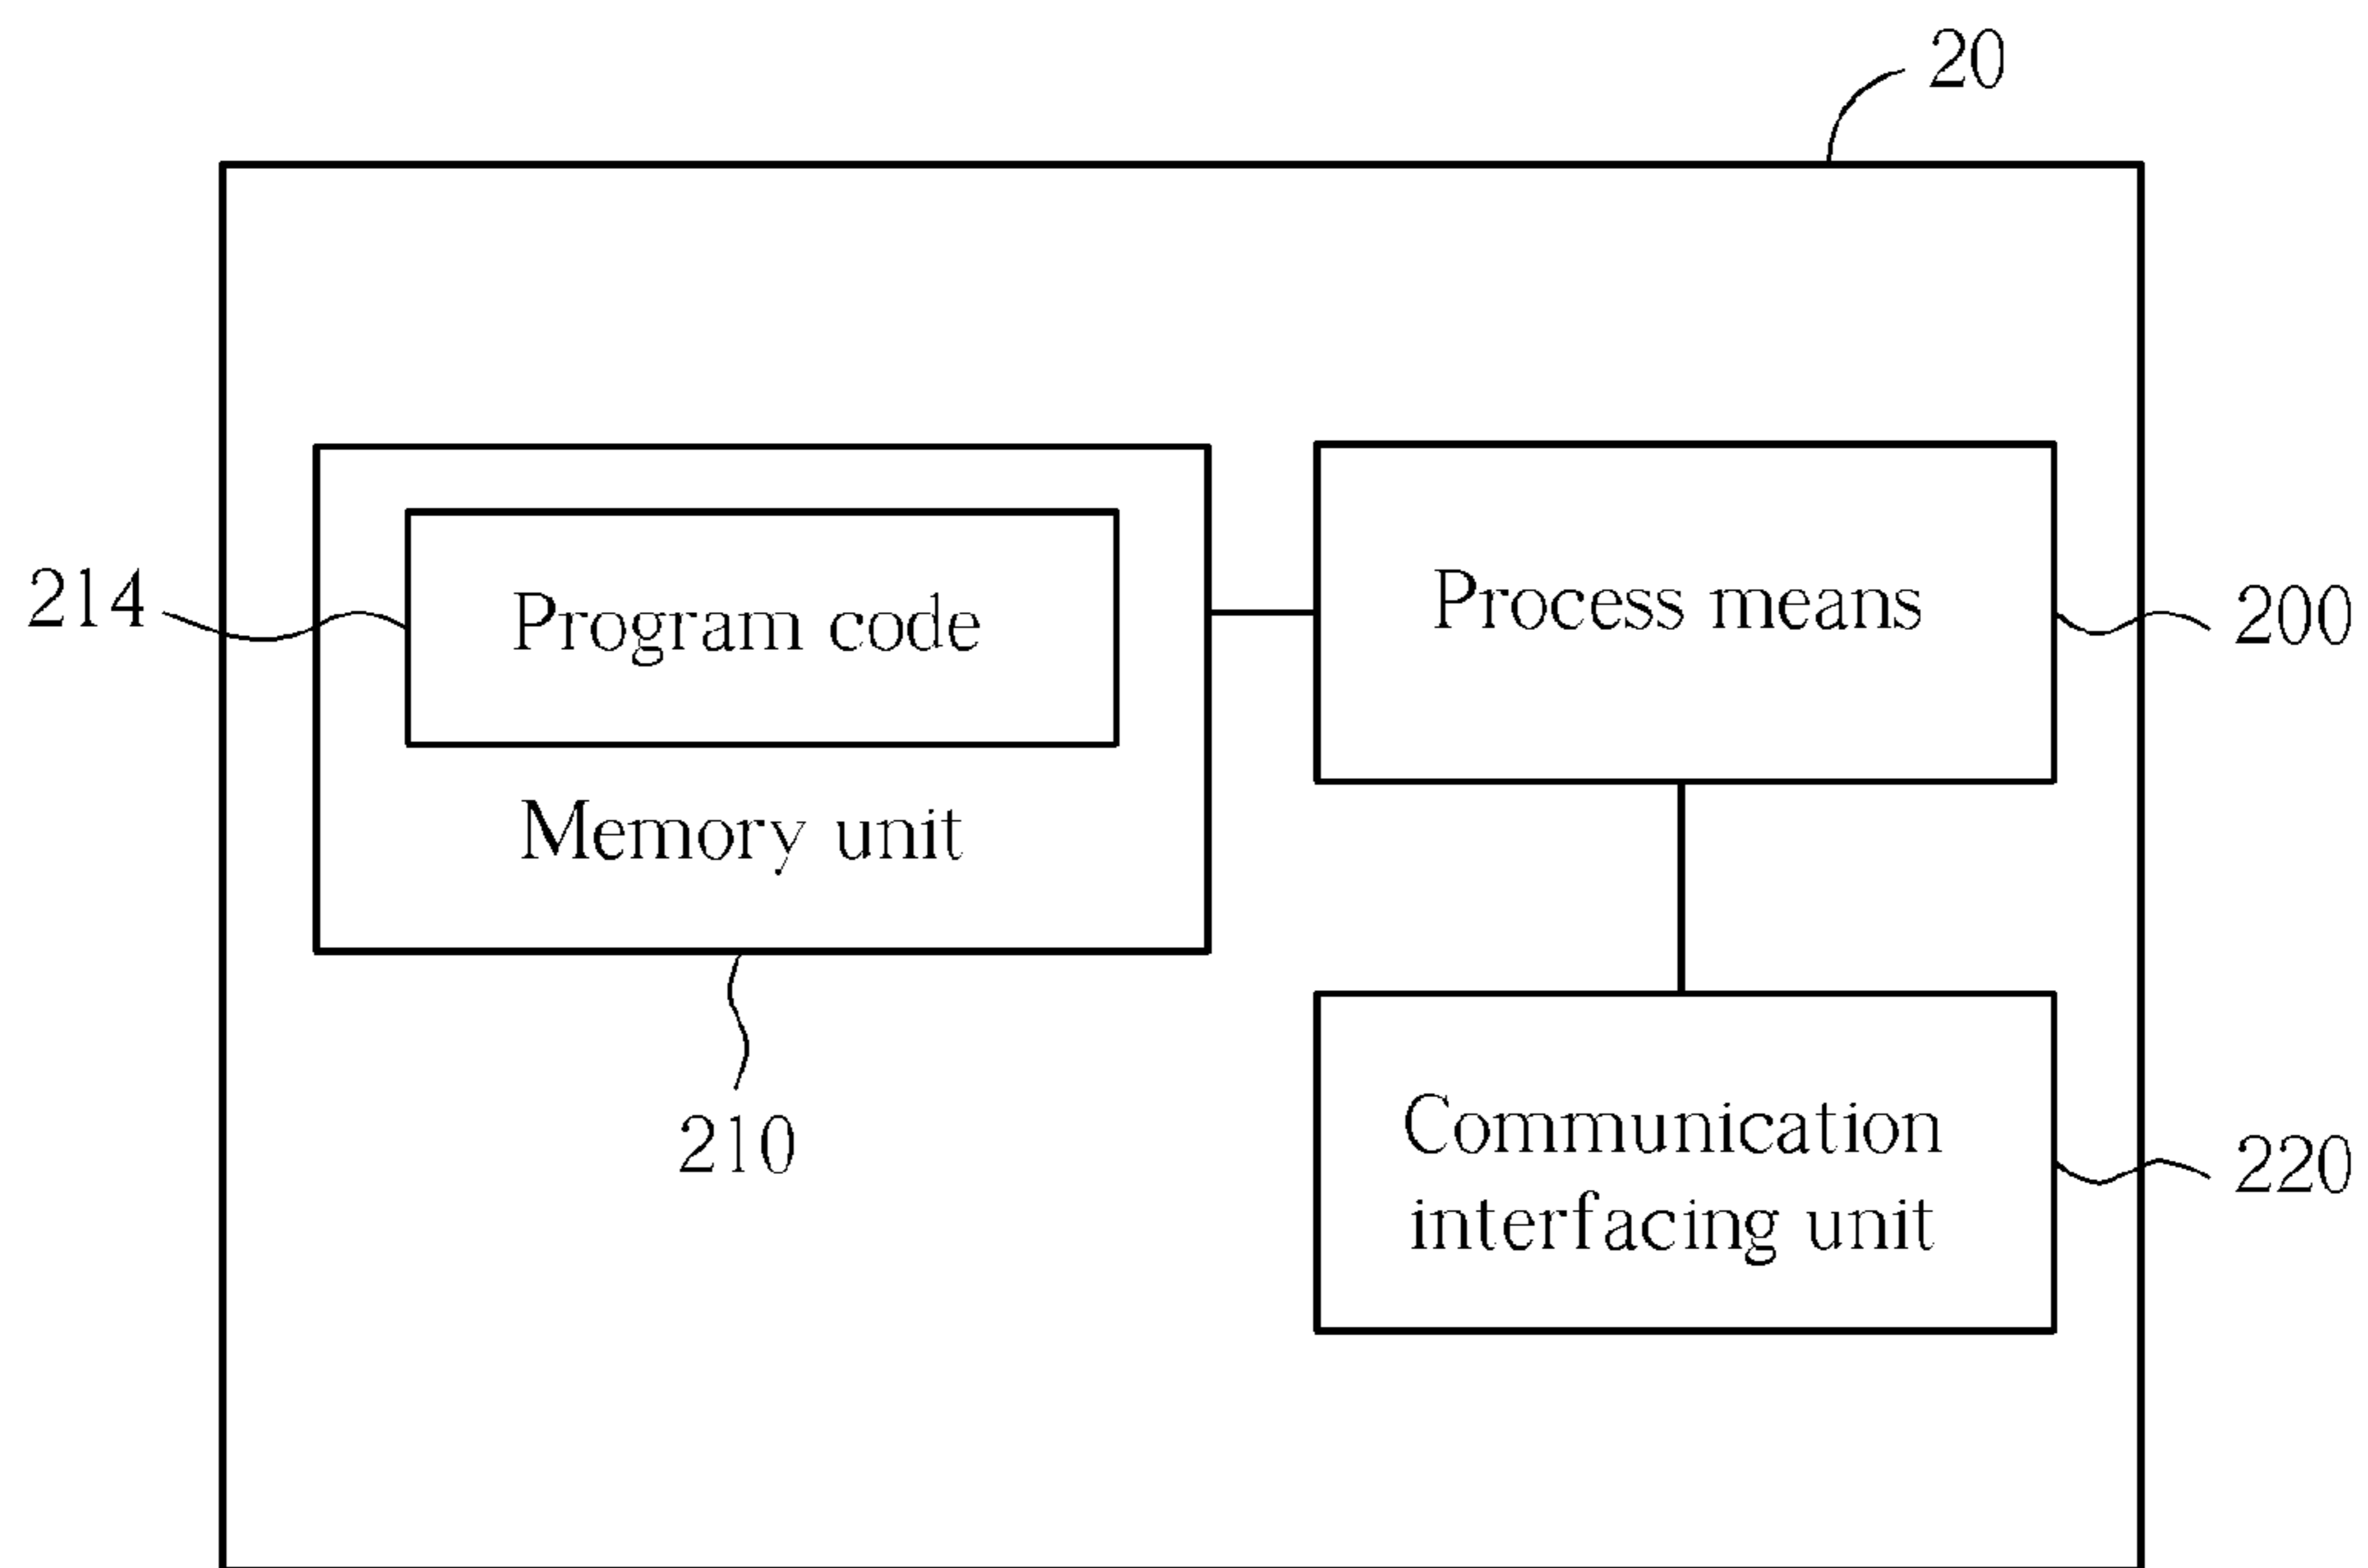 20
214
Program code
Process means
200
Memory unit
210
Communication
interfacing unit
220